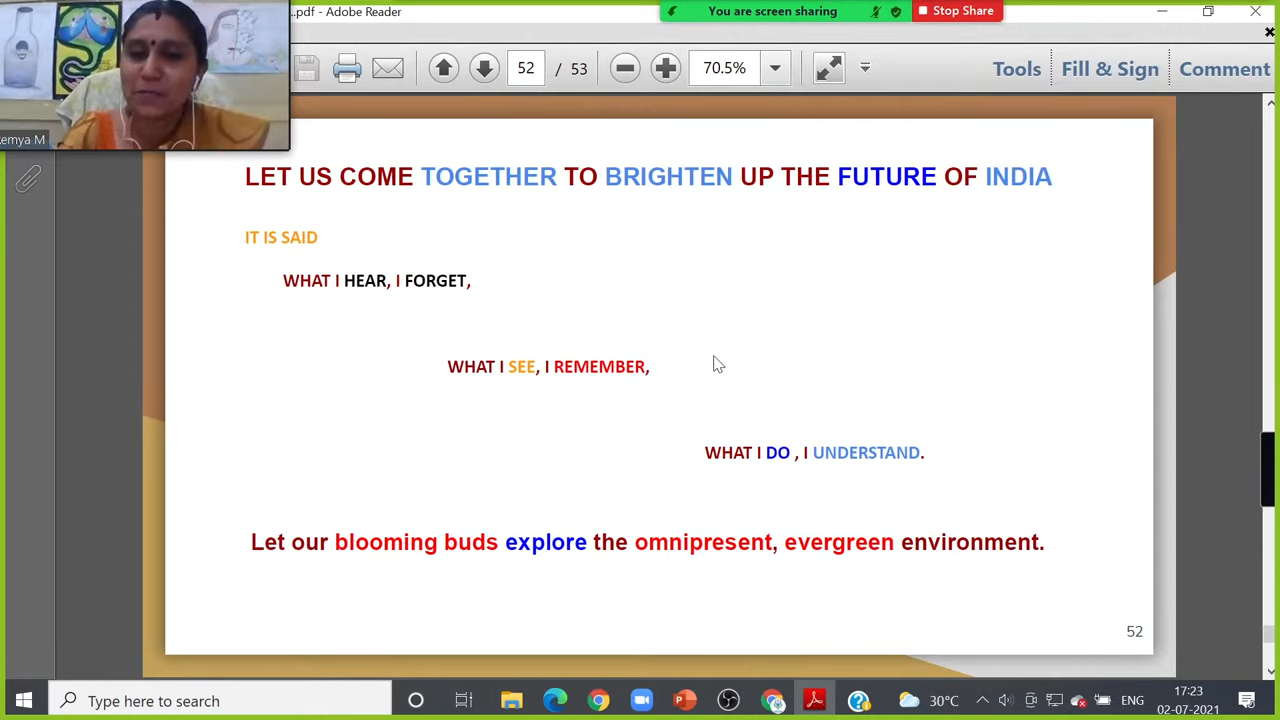 ..pdf - Adobe Reader
You are screen sharing
Stop Share
52 / 53
70.5%
Tools
Fill & Sign
Comment
emya M
LET US COME TOGETHER TO BRIGHTEN UP THE FUTURE OF INDIA
IT IS SAID
WHAT I HEAR, I FORGET,
WHAT I SEE, I REMEMBER,
WHAT I DO , I UNDERSTAND.
Let our blooming buds explore the omnipresent, evergreen environment.
52
Type here to search
30°C
ENG
17:23
02-07-2021